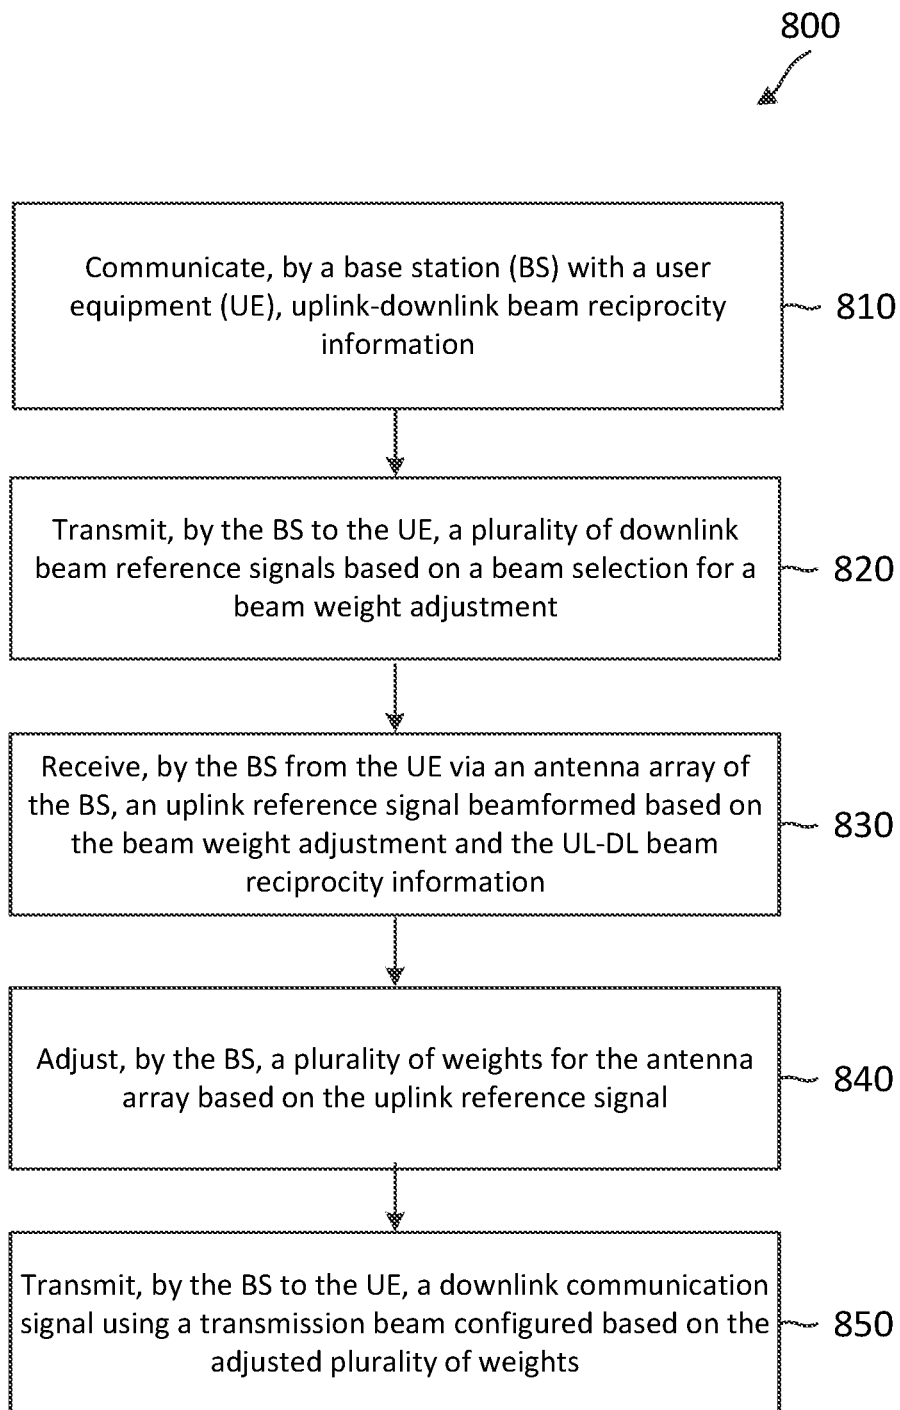 800
Communicate, by a base station (BS) with a user
equipment (UE), uplink-downlink beam reciprocity
information
810
Transmit, by the BS to the UE, a plurality of downlink
beam reference signals based on a beam selection for a
beam weight adjustment
820
Receive, by the BS from the UE via an antenna array of
the BS, an uplink reference signal beamformed based on
the beam weight adjustment and the UL-DL beam
reciprocity information
830
Adjust, by the BS, a plurality of weights for the antenna
array based on the uplink reference signal
840
Transmit, by the BS to the UE, a downlink communication
signal using a transmission beam configured based on the
adjusted plurality of weights
850